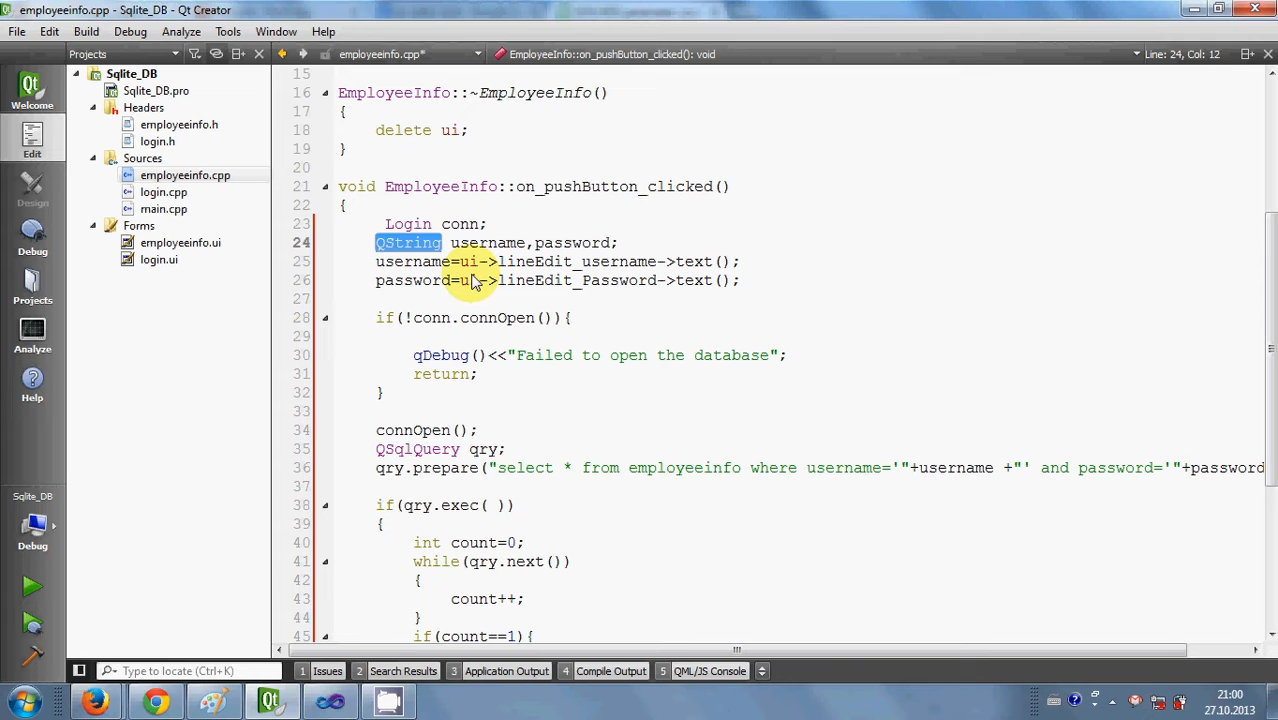 employeeinfo.cpp - Sqlite_DB - Qt Creator
File Edit Build Debug Analyze Tools Window Help
Projects employeeinfo.cpp* EmployeeInfo::on_pushButton_clicked(): void Line: 24, Col: 12
Welcome
Edit
Design
Debug
Projects
Analyze
Help
Sqlite_DB
Debug
Sqlite_DB
Sqlite_DB.pro
Headers
employeeinfo.h
login.h
Sources
employeeinfo.cpp
login.cpp
main.cpp
Forms
employeeinfo.ui
login.ui
15
16 EmployeeInfo::~EmployeeInfo()
17 {
18 delete ui;
19 }
20
21 void EmployeeInfo::on_pushButton_clicked()
22 {
23 Login conn;
24 QString username,password;
25 username=ui->lineEdit_username->text();
26 password=ui->lineEdit_Password->text();
27
28 if(!conn.connOpen()){
29
30 qDebug()<<"Failed to open the database";
31 return;
32 }
33
34 connOpen();
35 QSqlQuery qry;
36 qry.prepare("select * from employeeinfo where username='"+username +"' and password='"+password
37
38 if(qry.exec( ))
39 {
40 int count=0;
41 while(qry.next())
42 {
43 count++;
44 }
45 if(count==1){
Type to locate (Ctrl+K) 1 Issues 2 Search Results 3 Application Output 4 Compile Output 5 QML/JS Console
21:00
27.10.2013